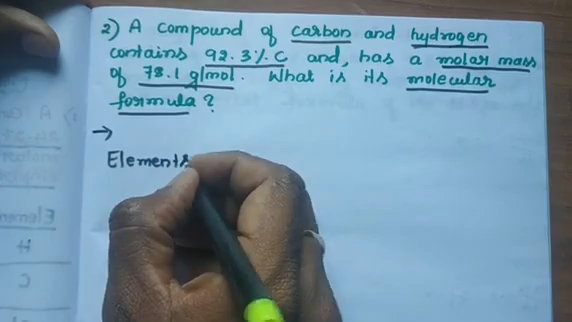 2) A compound of carbon and hydrogen
contains 92.3% C and, has a molar mass
of 78.1 g/mol. What is its molecular
formula?
→
Elements
Elemen
H
C